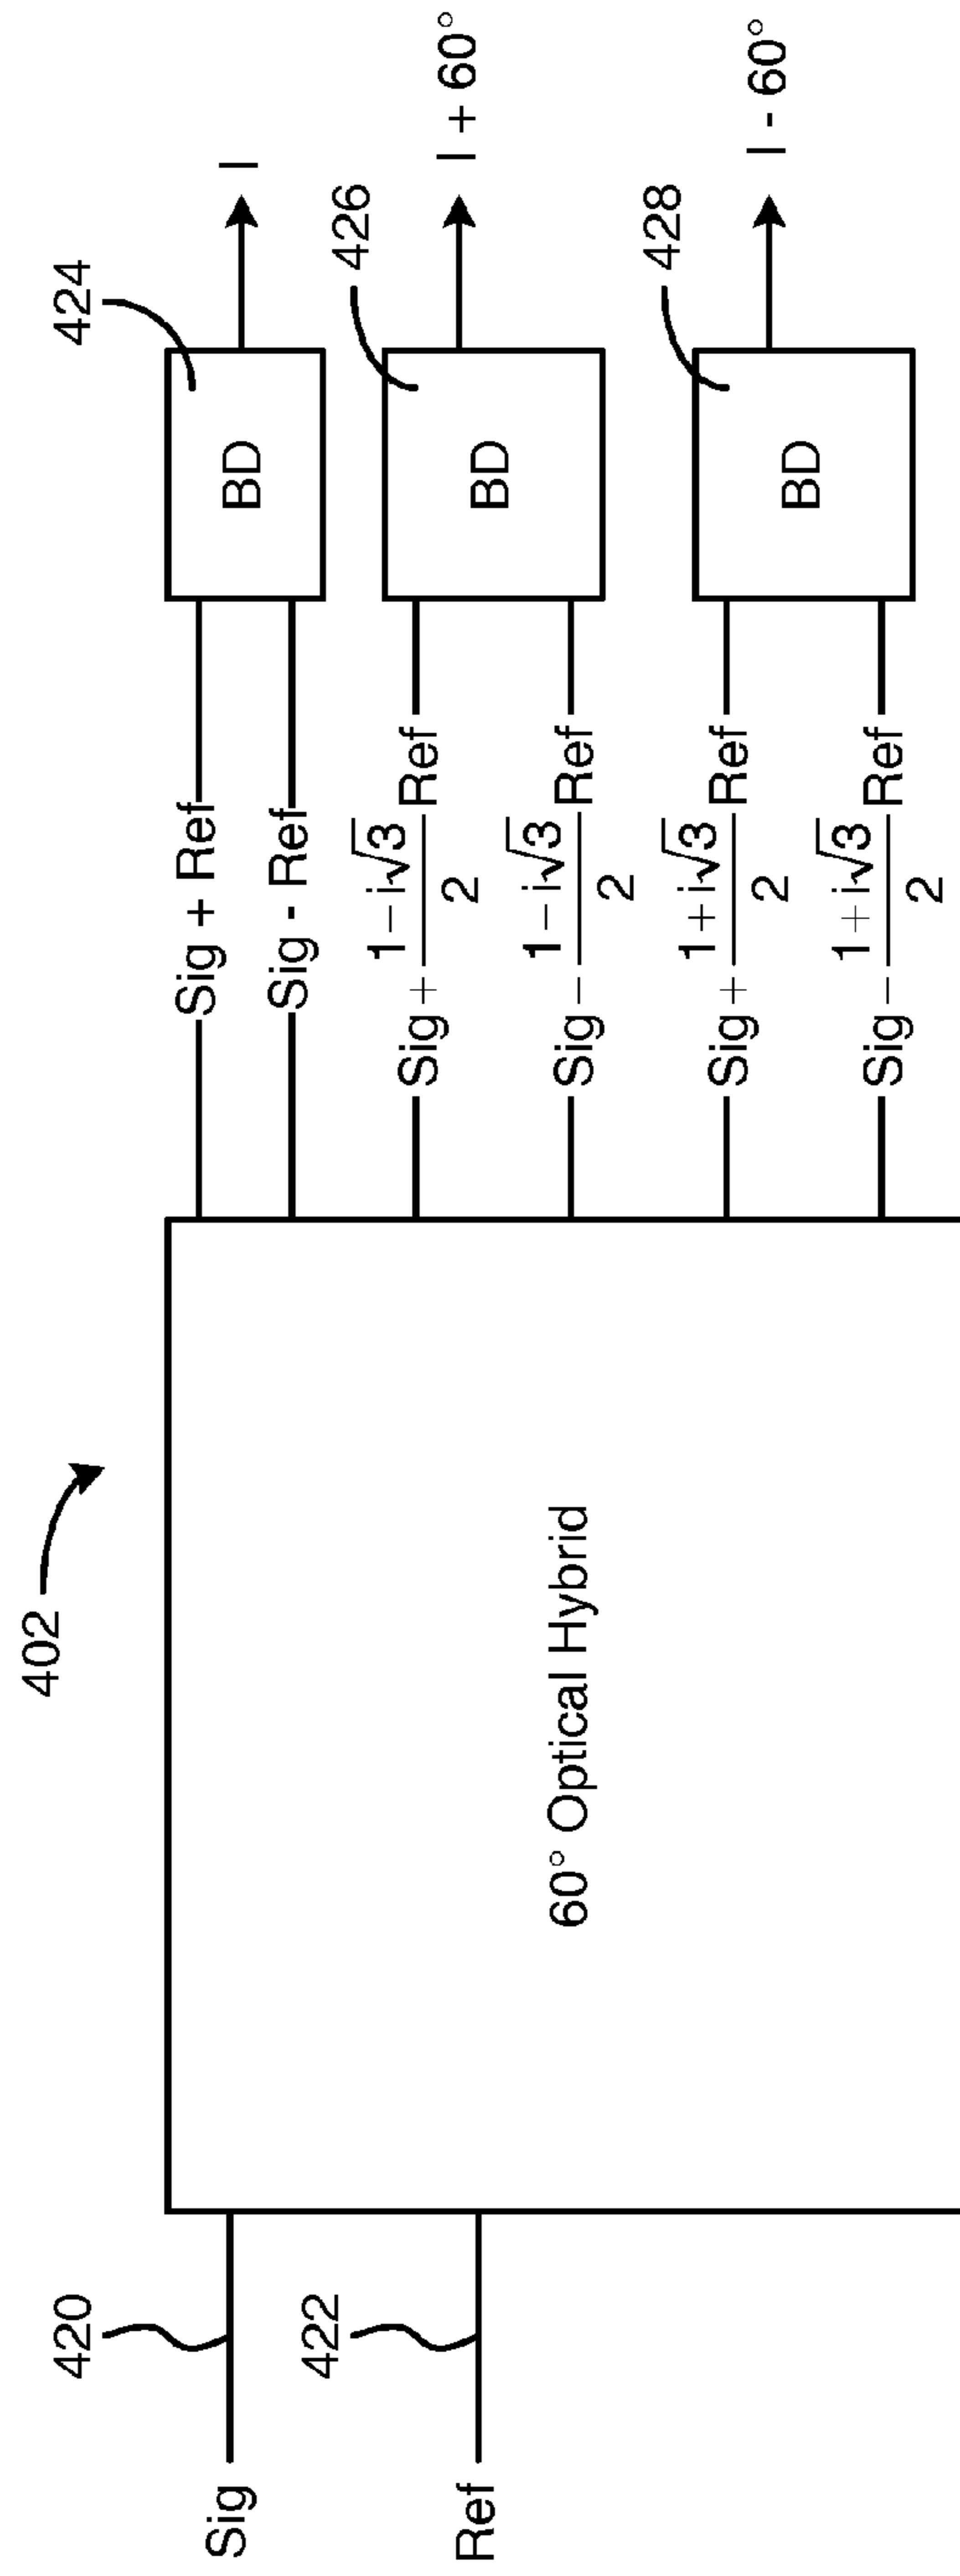 402
420
Sig
422
Ref
60° Optical Hybrid
Sig + Ref
Sig - Ref
Sig + (1 − i√3)/2 Ref
Sig − (1 − i√3)/2 Ref
Sig + (1 + i√3)/2 Ref
Sig − (1 + i√3)/2 Ref
424
BD
I
426
BD
I + 60°
428
BD
I - 60°